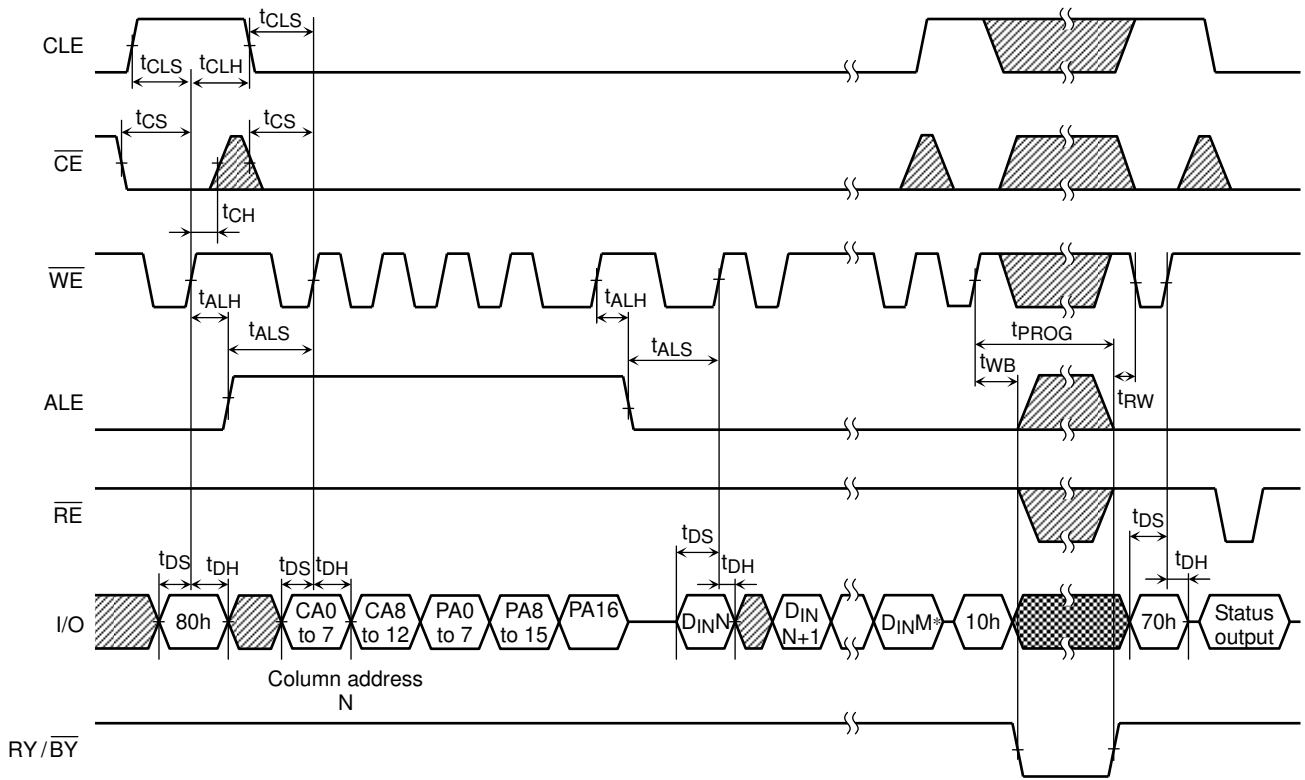 tCLS
CLE
tCLS tCLH
tCS tCS
CE
tCH
WE
tALH tALH
tALS tALS
tPROG
tWB
tRW
ALE
RE
tDS tDH tDS tDH tDS tDH tDS tDH
I/O
80h
CA0 to 7
CA8 to 12
PA0 to 7
PA8 to 15
PA16
DINN
DIN N+1
DINM*
10h
70h
Status output
Column address
N
RY/BY